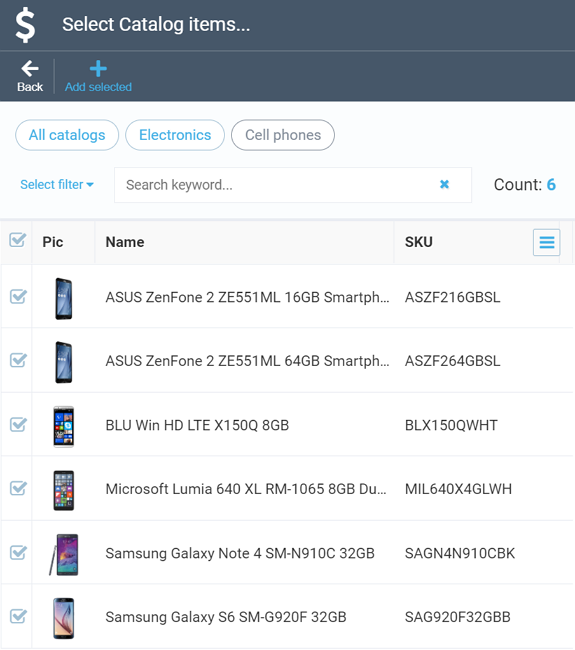 $ Select Catalog items...
Back Add selected
All catalogs Electronics Cell phones
Select filter Search keyword... Count: 6
Pic Name SKU
ASUS ZenFone 2 ZE551ML 16GB Smartph... ASZF216GBSL
ASUS ZenFone 2 ZE551ML 64GB Smartph... ASZF264GBSL
BLU Win HD LTE X150Q 8GB BLX150QWHT
Microsoft Lumia 640 XL RM-1065 8GB Du... MIL640X4GLWH
Samsung Galaxy Note 4 SM-N910C 32GB SAGN4N910CBK
Samsung Galaxy S6 SM-G920F 32GB SAG920F32GBB